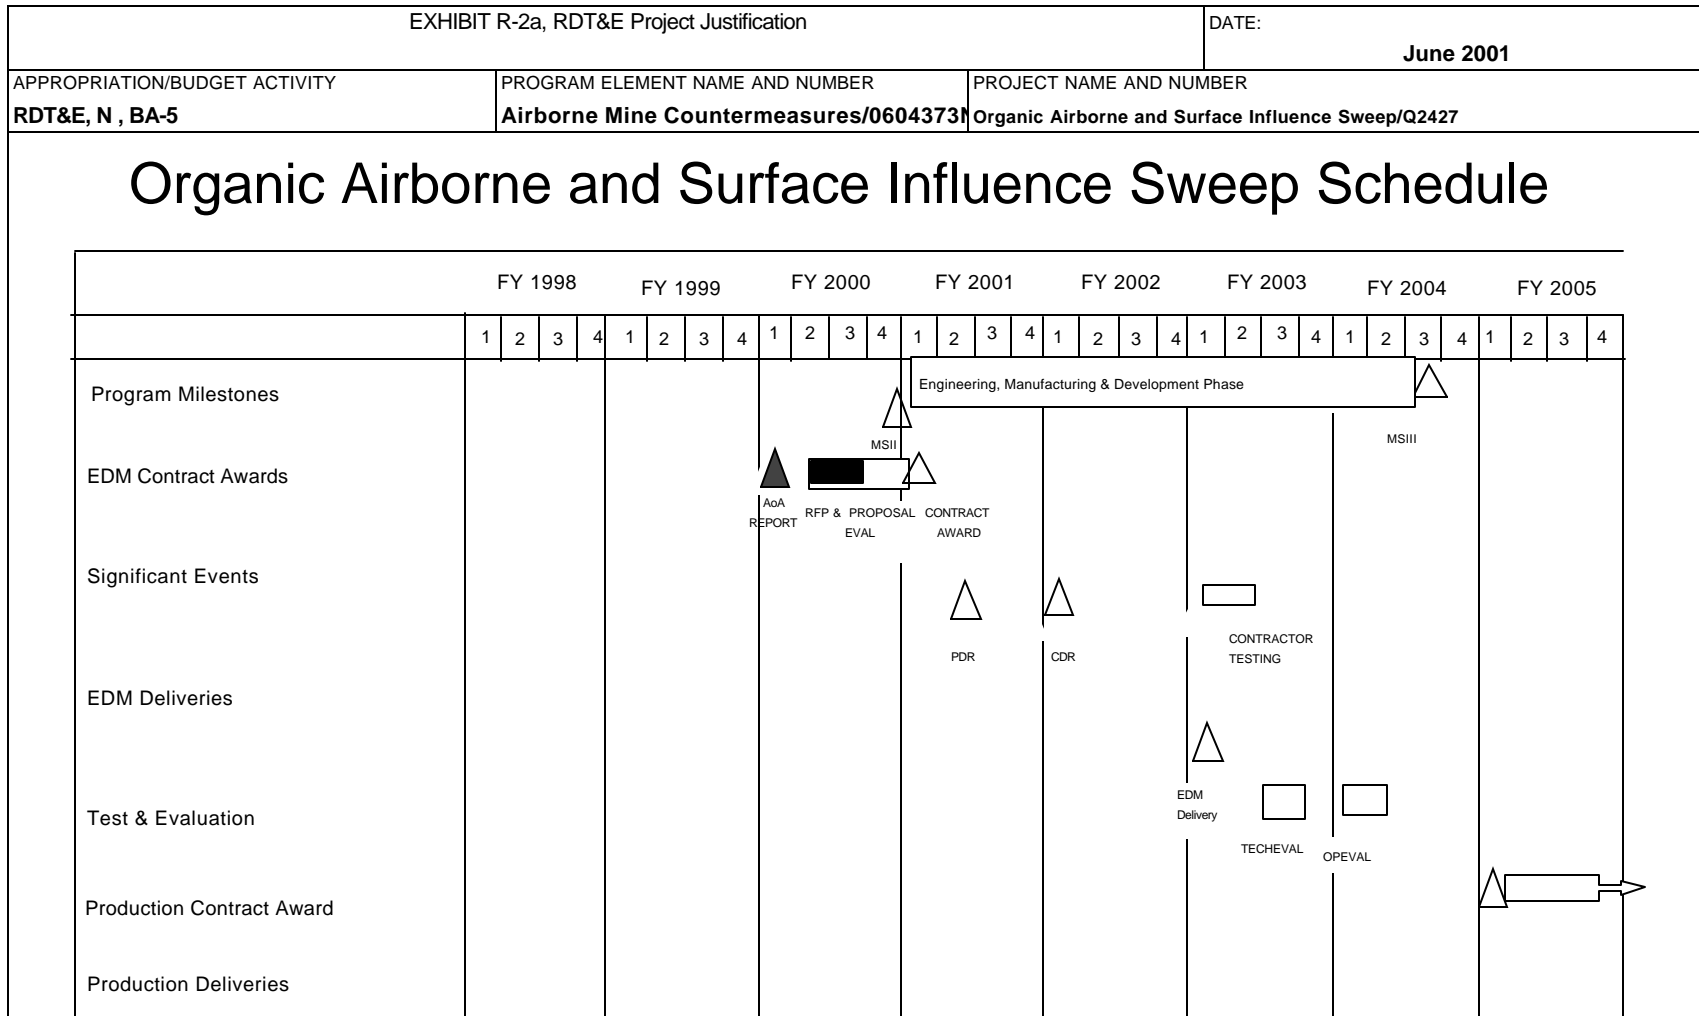 EXHIBIT R-2a, RDT&E Project Justification
DATE:
June 2001
APPROPRIATION/BUDGET ACTIVITY
PROGRAM ELEMENT NAME AND NUMBER
PROJECT NAME AND NUMBER
RDT&E, N , BA-5
Airborne Mine Countermeasures/0604373N
Organic Airborne and Surface Influence Sweep/Q2427
Organic Airborne and Surface Influence Sweep Schedule
FY 1998 FY 1999 FY 2000 FY 2001 FY 2002 FY 2003 FY 2004 FY 2005
1 2 3 4 1 2 3 4 1 2 3 4 1 2 3 4 1 2 3 4 1 2 3 4 1 2 3 4 1 2 3 4
Program Milestones
Engineering, Manufacturing & Development Phase
MSII
MSIII
EDM Contract Awards
AoA
REPORT
RFP & PROPOSAL
EVAL
CONTRACT
AWARD
Significant Events
PDR
CDR
CONTRACTOR
TESTING
EDM Deliveries
EDM
Delivery
Test & Evaluation
TECHEVAL
OPEVAL
Production Contract Award
Production Deliveries